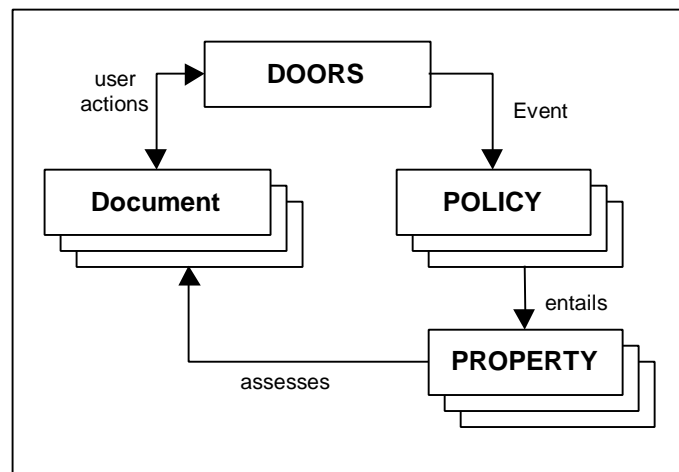 DOORS
user
actions
Event
Document
POLICY
entails
PROPERTY
assesses